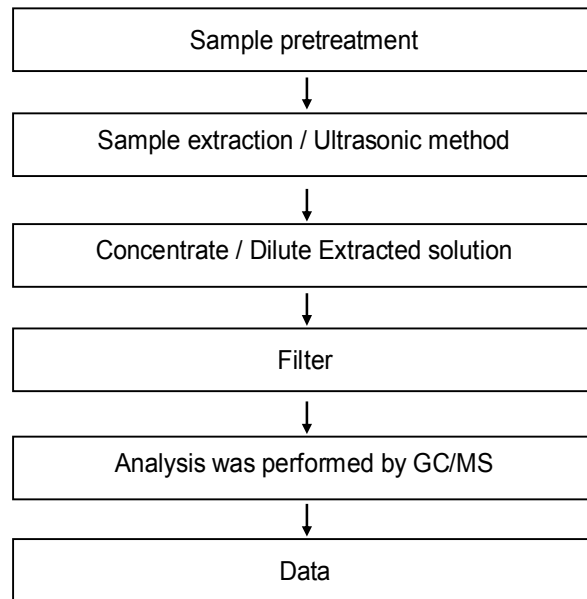 Sample pretreatment
Sample extraction / Ultrasonic method
Concentrate / Dilute Extracted solution
Filter
Analysis was performed by GC/MS
Data